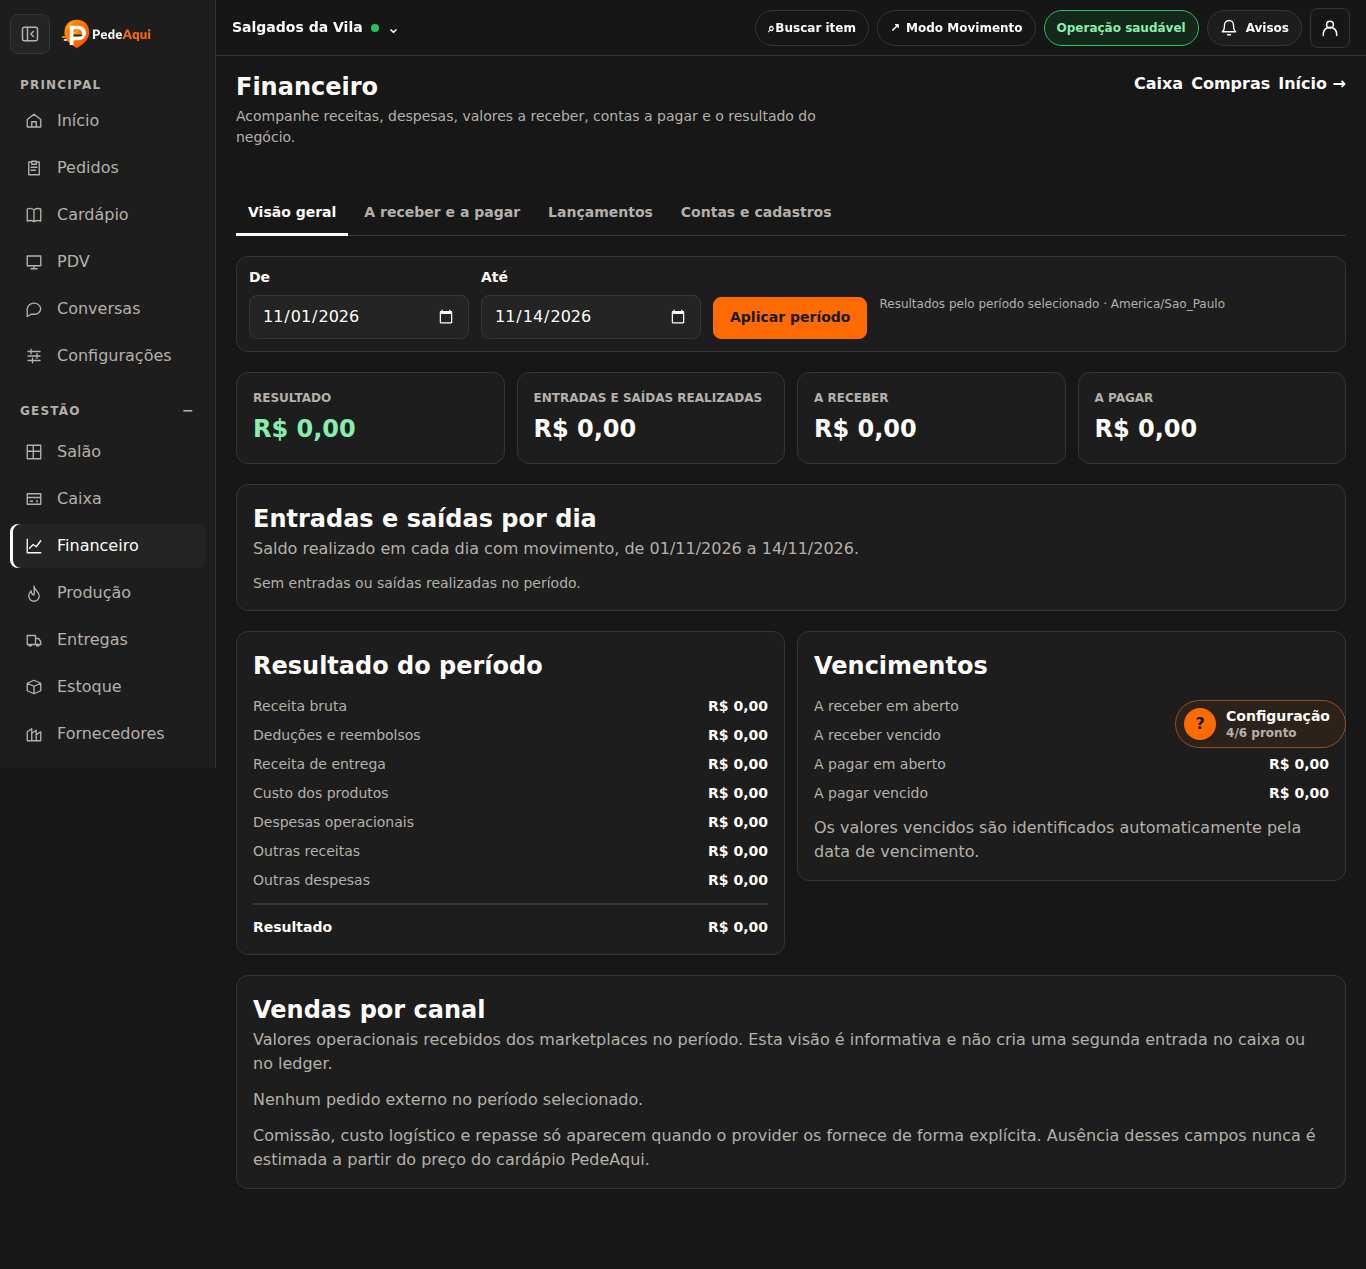 PedeAqui
PRINCIPAL
Início
Pedidos
Cardápio
PDV
Conversas
Configurações
GESTÃO −
Salão
Caixa
Financeiro
Produção
Entregas
Estoque
Fornecedores
Salgados da Vila
Buscar item
↗ Modo Movimento
Operação saudável
Avisos
Financeiro
Caixa Compras Início →
Acompanhe receitas, despesas, valores a receber, contas a pagar e o resultado do
negócio.
Visão geral A receber e a pagar Lançamentos Contas e cadastros
De Até
11/01/2026 11/14/2026 Aplicar período Resultados pelo período selecionado · America/Sao_Paulo
RESULTADO
R$ 0,00
ENTRADAS E SAÍDAS REALIZADAS
R$ 0,00
A RECEBER
R$ 0,00
A PAGAR
R$ 0,00
Entradas e saídas por dia
Saldo realizado em cada dia com movimento, de 01/11/2026 a 14/11/2026.
Sem entradas ou saídas realizadas no período.
Resultado do período
Receita bruta R$ 0,00
Deduções e reembolsos R$ 0,00
Receita de entrega R$ 0,00
Custo dos produtos R$ 0,00
Despesas operacionais R$ 0,00
Outras receitas R$ 0,00
Outras despesas R$ 0,00
Resultado R$ 0,00
Vencimentos
A receber em aberto
A receber vencido
A pagar em aberto R$ 0,00
A pagar vencido R$ 0,00
Os valores vencidos são identificados automaticamente pela
data de vencimento.
? Configuração
4/6 pronto
Vendas por canal
Valores operacionais recebidos dos marketplaces no período. Esta visão é informativa e não cria uma segunda entrada no caixa ou
no ledger.
Nenhum pedido externo no período selecionado.
Comissão, custo logístico e repasse só aparecem quando o provider os fornece de forma explícita. Ausência desses campos nunca é
estimada a partir do preço do cardápio PedeAqui.